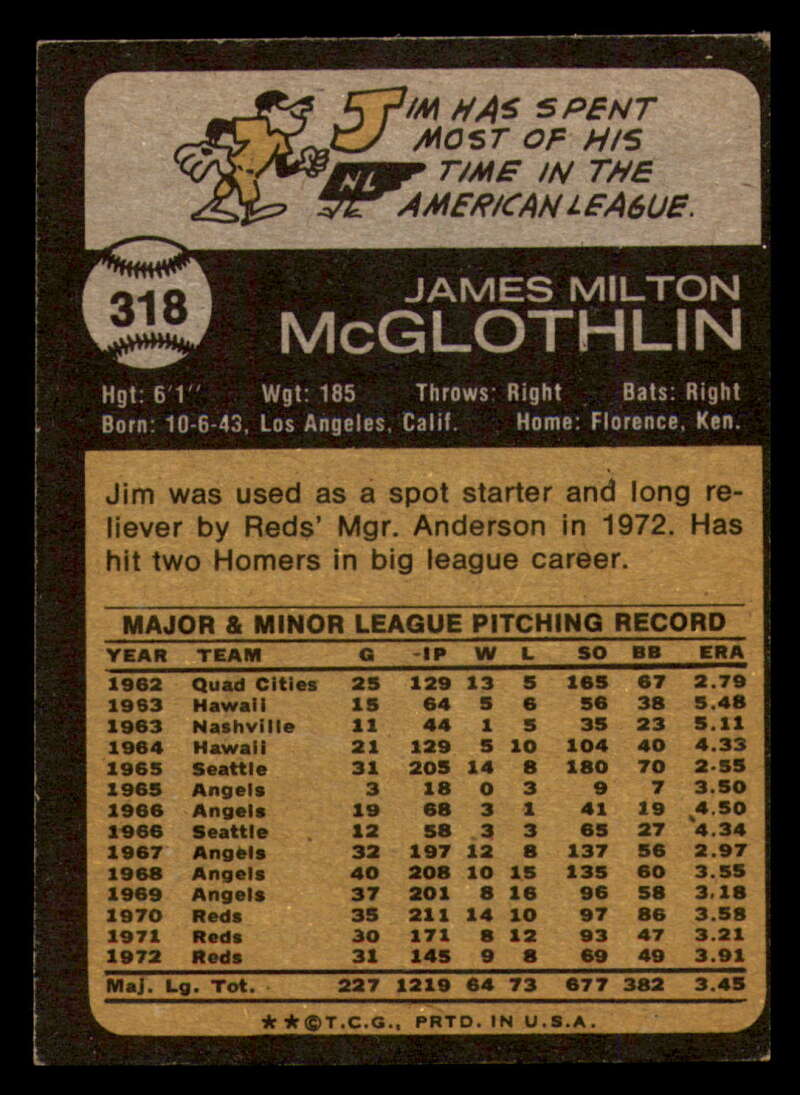 JIM HAS SPENT
MOST OF HIS
TIME IN THE
AMERICAN LEAGUE.
NL
318
JAMES MILTON
McGLOTHLIN
Hgt: 6'1" Wgt: 185 Throws: Right Bats: Right
Born: 10-6-43, Los Angeles, Calif. Home: Florence, Ken.
Jim was used as a spot starter and long re-
liever by Reds' Mgr. Anderson in 1972. Has
hit two Homers in big league career.
MAJOR & MINOR LEAGUE PITCHING RECORD
YEAR TEAM G IP W L SO BB ERA
1962 Quad Cities 25 129 13 5 165 67 2.79
1963 Hawaii 15 64 5 6 56 38 5.48
1963 Nashville 11 44 1 5 35 23 5.11
1964 Hawaii 21 129 5 10 104 40 4.33
1965 Seattle 31 205 14 8 180 70 2.55
1965 Angels 3 18 0 3 9 7 3.50
1966 Angels 19 68 3 1 41 19 4.50
1966 Seattle 12 58 3 3 65 27 4.34
1967 Angels 32 197 12 8 137 56 2.97
1968 Angels 40 208 10 15 135 60 3.55
1969 Angels 37 201 8 16 96 58 3.18
1970 Reds 35 211 14 10 97 86 3.58
1971 Reds 30 171 8 12 93 47 3.21
1972 Reds 31 145 9 8 69 49 3.91
Maj. Lg. Tot. 227 1219 64 73 677 382 3.45
★★©T.C.G., PRTD. IN U.S.A.